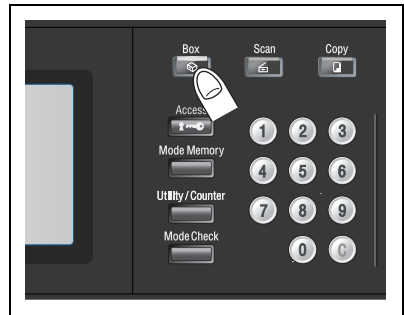 Box Scan Copy
Access
1 2 3
Mode Memory
4 5 6
Utility / Counter
7 8 9
Mode Check
0 C